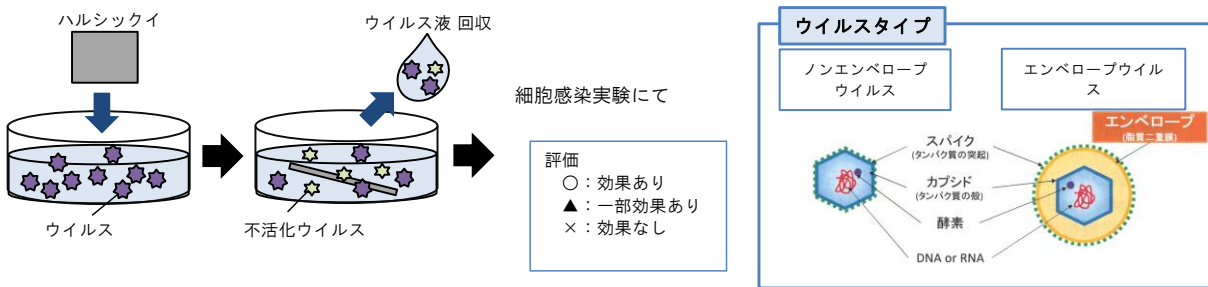 ハルシックイ
ウイルス液 回収
ウイルス
不活化ウイルス
細胞感染実験にて
評価
○：効果あり
▲：一部効果あり
×：効果なし
ウイルスタイプ
ノンエンベロープ
ウイルス
エンベロープウイル
ス
エンベロープ
(脂質二重膜)
スパイク
(タンパク質の突起)
カプシド
(タンパク質の殻)
酵素
DNA or RNA